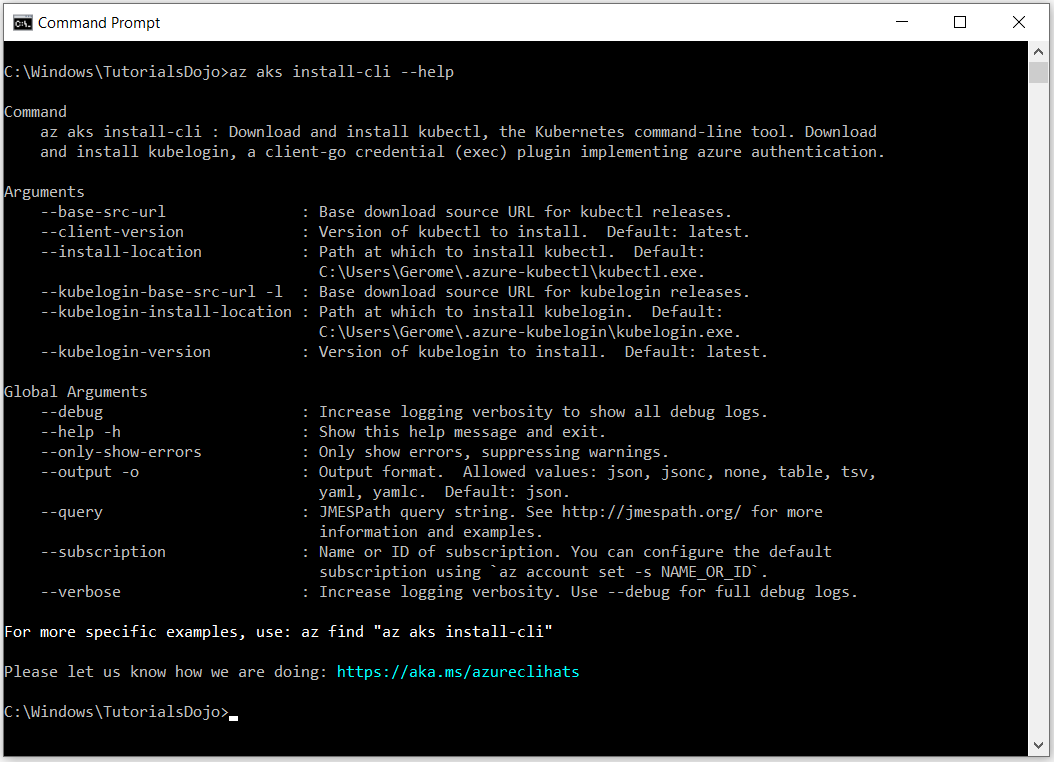 Command Prompt
C:\Windows\TutorialsDojo>az aks install-cli --help
Command
az aks install-cli : Download and install kubectl, the Kubernetes command-line tool. Download
and install kubelogin, a client-go credential (exec) plugin implementing azure authentication.
Arguments
--base-src-url : Base download source URL for kubectl releases.
--client-version : Version of kubectl to install.  Default: latest.
--install-location : Path at which to install kubectl.  Default:
C:\Users\Gerome\.azure-kubectl\kubectl.exe.
--kubelogin-base-src-url -l : Base download source URL for kubelogin releases.
--kubelogin-install-location : Path at which to install kubelogin.  Default:
C:\Users\Gerome\.azure-kubelogin\kubelogin.exe.
--kubelogin-version : Version of kubelogin to install.  Default: latest.
Global Arguments
--debug : Increase logging verbosity to show all debug logs.
--help -h : Show this help message and exit.
--only-show-errors : Only show errors, suppressing warnings.
--output -o : Output format.  Allowed values: json, jsonc, none, table, tsv,
yaml, yamlc.  Default: json.
--query : JMESPath query string. See http://jmespath.org/ for more
information and examples.
--subscription : Name or ID of subscription. You can configure the default
subscription using `az account set -s NAME_OR_ID`.
--verbose : Increase logging verbosity. Use --debug for full debug logs.
For more specific examples, use: az find "az aks install-cli"
Please let us know how we are doing: https://aka.ms/azureclihats
C:\Windows\TutorialsDojo>